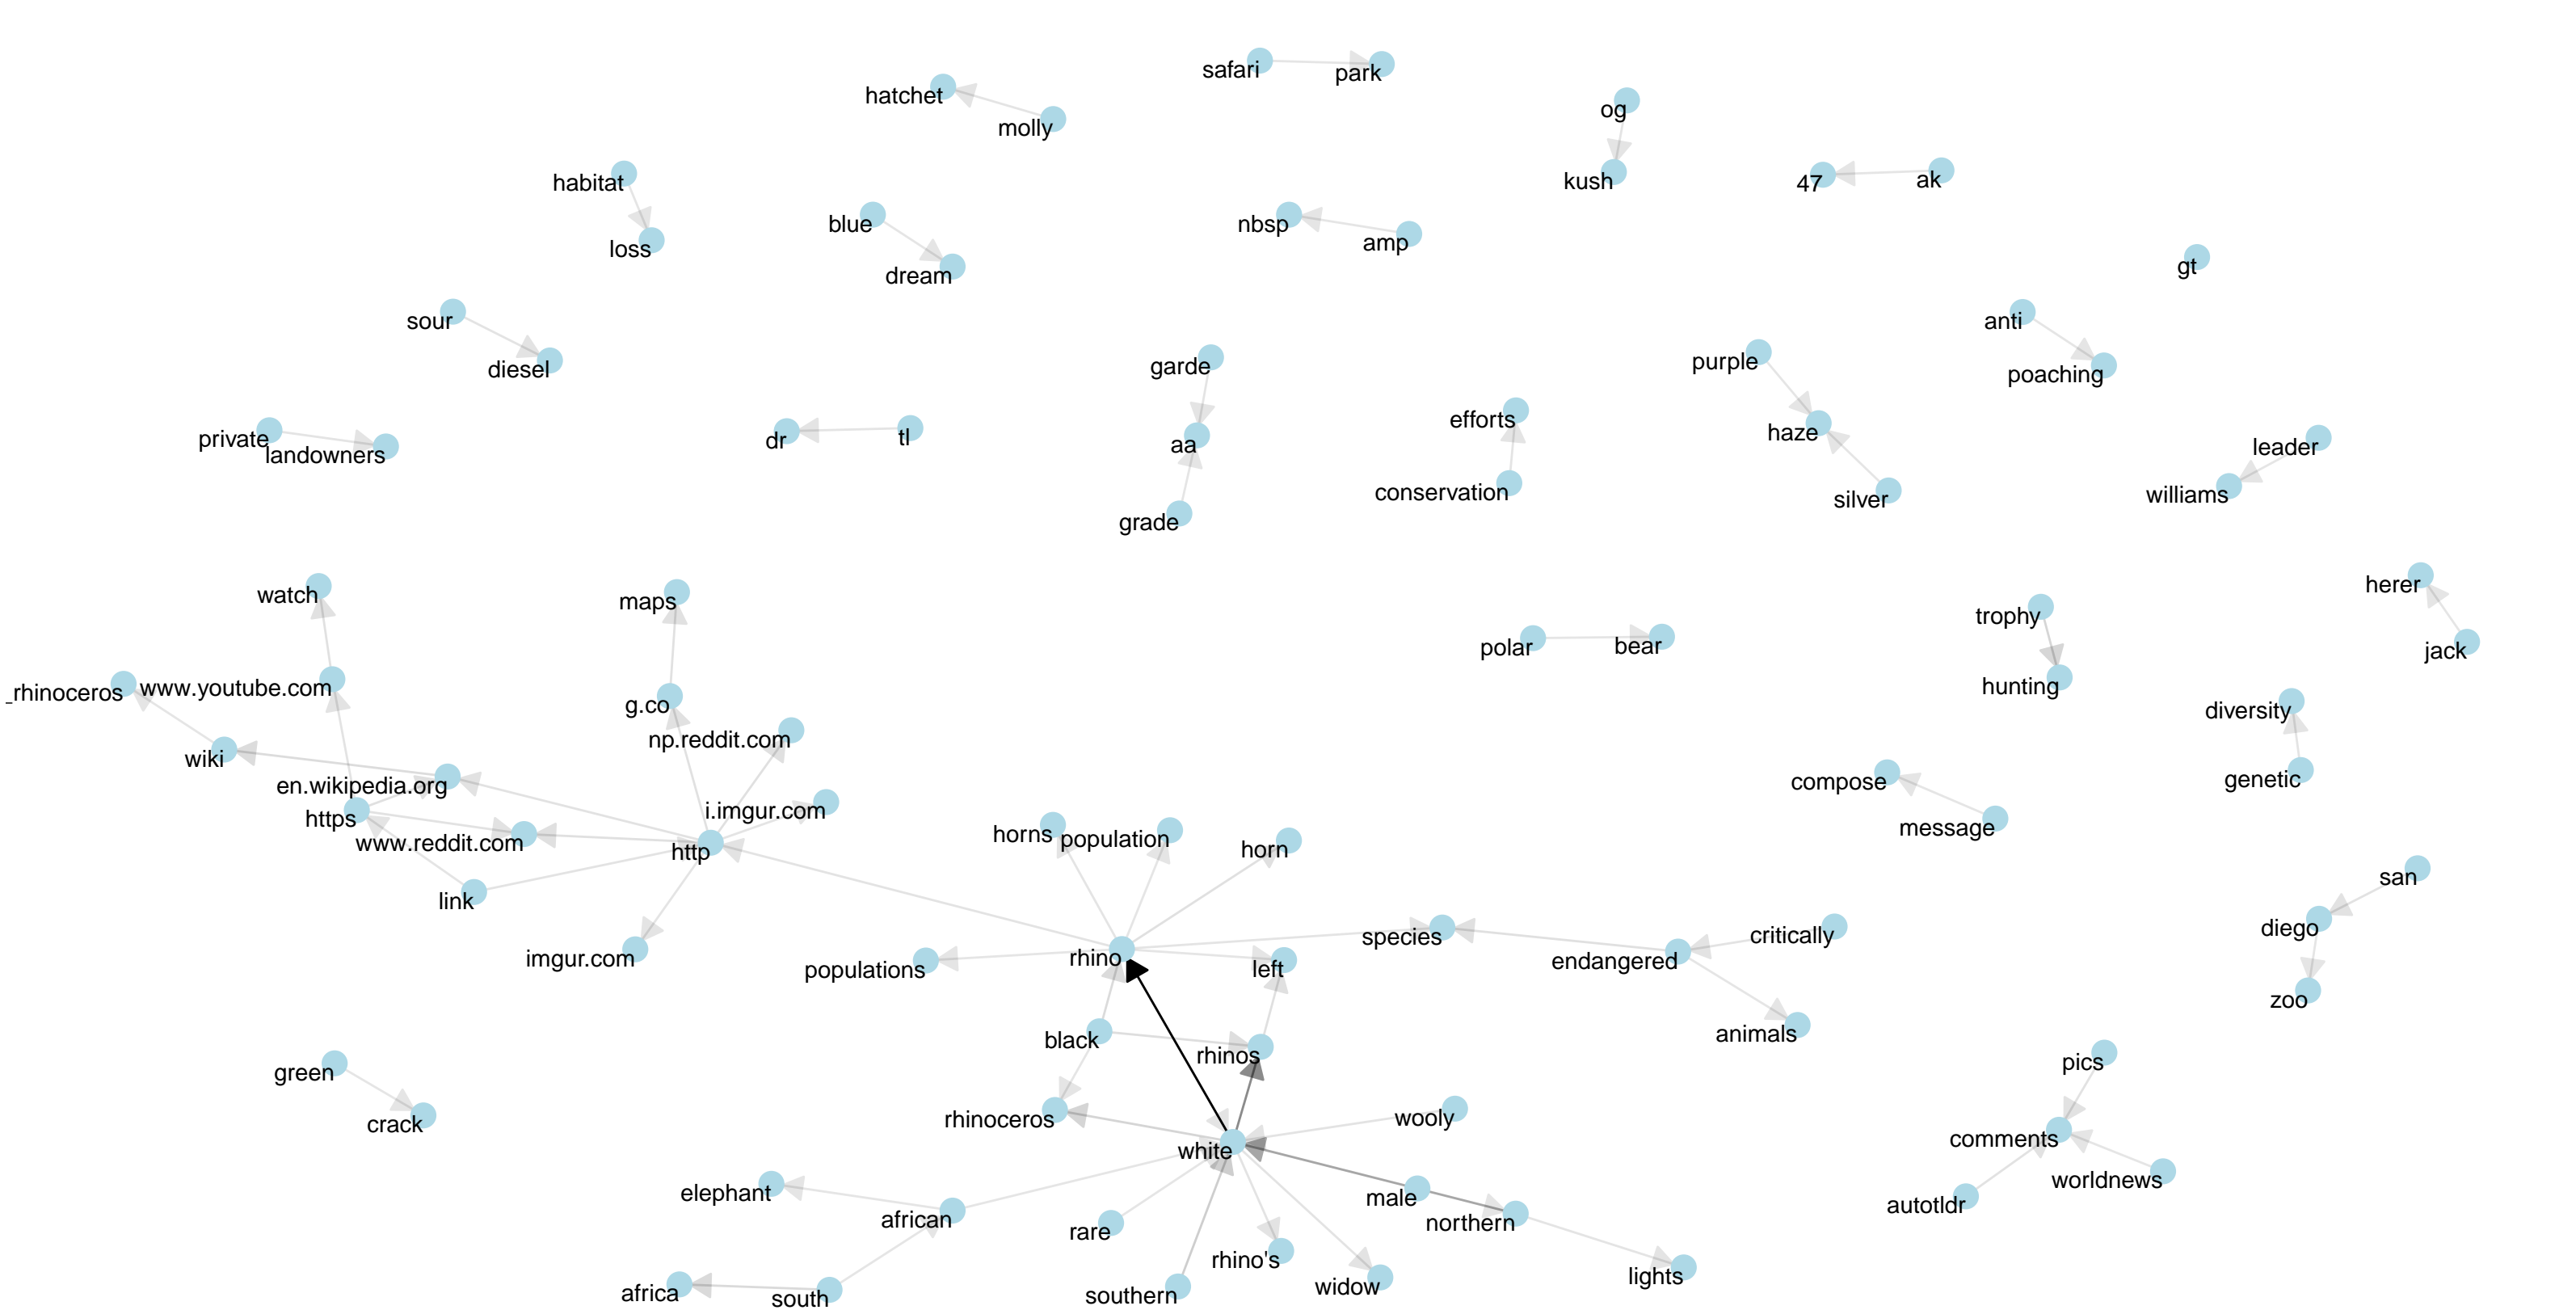 safari
park
hatchet
molly
og
kush
habitat
loss
47
ak
blue
dream
nbsp
amp
gt
sour
diesel
anti
poaching
garde
aa
grade
purple
haze
silver
private
landowners
dr
tl
efforts
conservation
leader
williams
watch
maps
herer
jack
trophy
hunting
polar
bear
_rhinoceros
www.youtube.com
g.co
np.reddit.com
diversity
genetic
wiki
en.wikipedia.org
https
www.reddit.com
i.imgur.com
http
link
imgur.com
compose
message
horns
population
horn
san
diego
zoo
species
critically
endangered
animals
populations
rhino
left
black
rhinos
green
crack
rhinoceros
white
wooly
pics
comments
worldnews
autotldr
elephant
african
rare
male
northern
rhino's
widow
lights
southern
africa
south